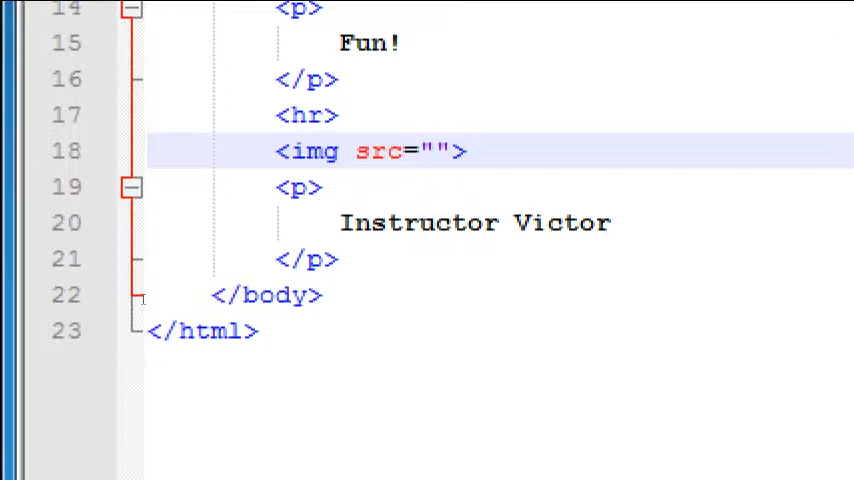 14 <p>
15 Fun!
16 </p>
17 <hr>
18 <img src="">
19 <p>
20 Instructor Victor
21 </p>
22 </body>
23 </html>